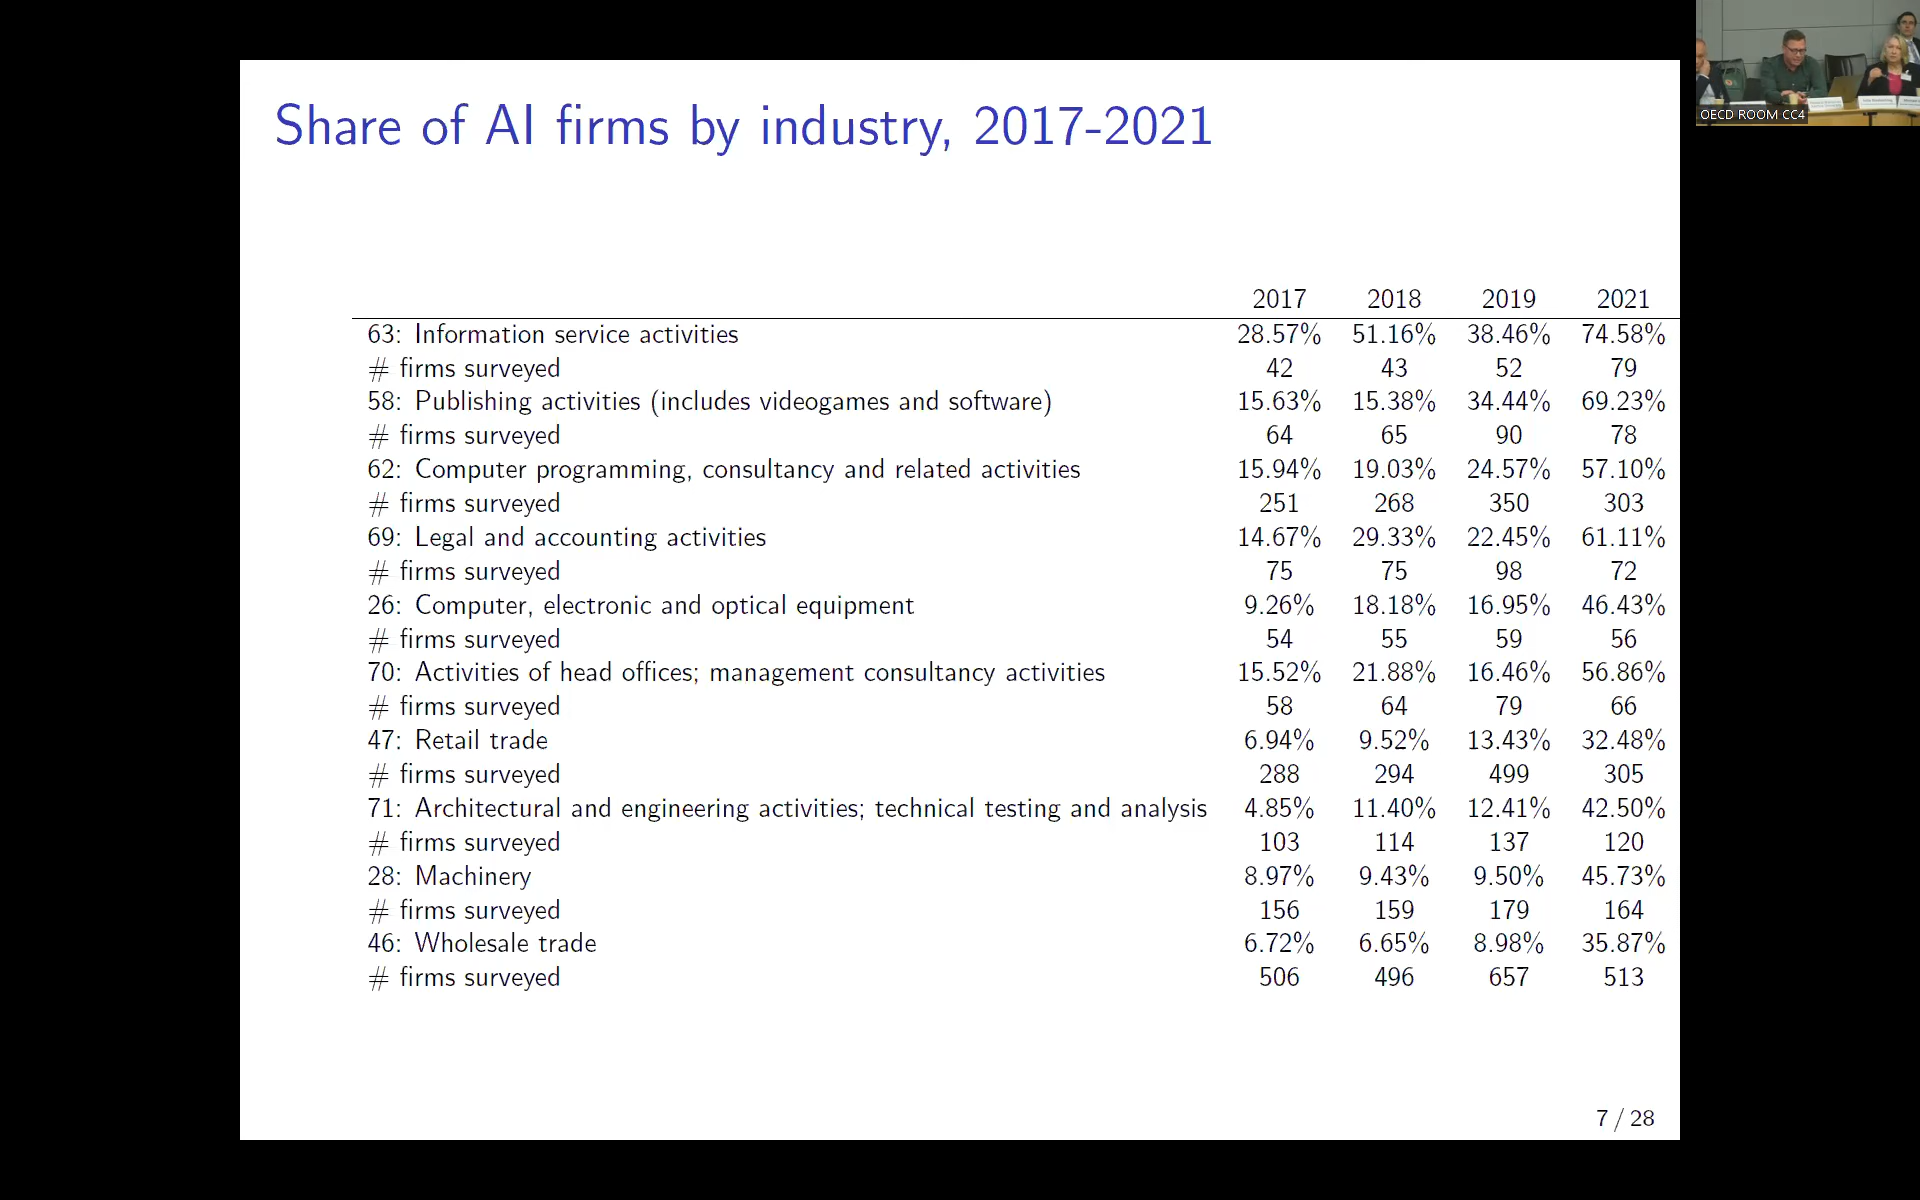 Share of AI firms by industry, 2017-2021
2017 2018 2019 2021
63: Information service activities 28.57% 51.16% 38.46% 74.58%
# firms surveyed 42 43 52 79
58: Publishing activities (includes videogames and software) 15.63% 15.38% 34.44% 69.23%
# firms surveyed 64 65 90 78
62: Computer programming, consultancy and related activities 15.94% 19.03% 24.57% 57.10%
# firms surveyed 251 268 350 303
69: Legal and accounting activities 14.67% 29.33% 22.45% 61.11%
# firms surveyed 75 75 98 72
26: Computer, electronic and optical equipment 9.26% 18.18% 16.95% 46.43%
# firms surveyed 54 55 59 56
70: Activities of head offices; management consultancy activities 15.52% 21.88% 16.46% 56.86%
# firms surveyed 58 64 79 66
47: Retail trade 6.94% 9.52% 13.43% 32.48%
# firms surveyed 288 294 499 305
71: Architectural and engineering activities; technical testing and analysis 4.85% 11.40% 12.41% 42.50%
# firms surveyed 103 114 137 120
28: Machinery 8.97% 9.43% 9.50% 45.73%
# firms surveyed 156 159 179 164
46: Wholesale trade 6.72% 6.65% 8.98% 35.87%
# firms surveyed 506 496 657 513
7 / 28
OECD ROOM CC4